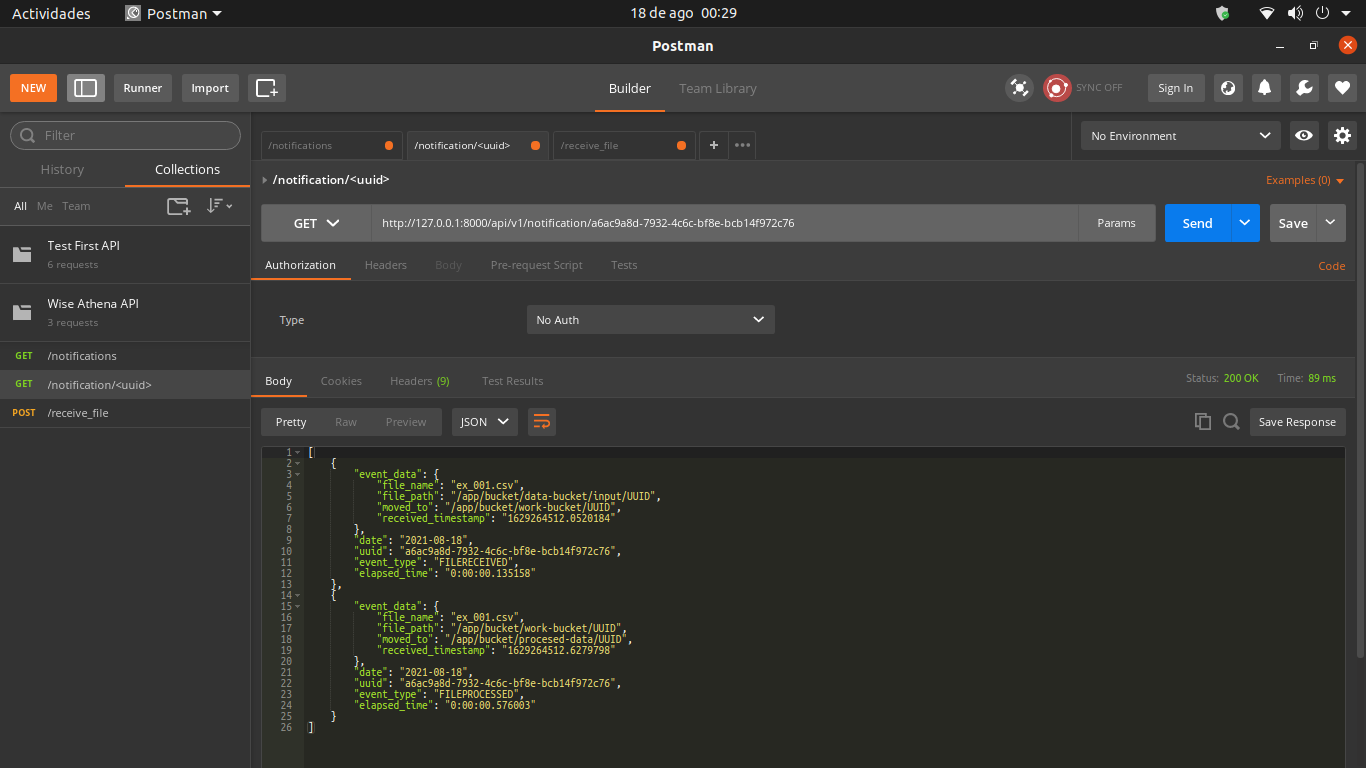 Actividades Postman 18 de ago 00:29
Postman
NEW Runner Import Builder Team Library SYNC OFF Sign In
Filter
History Collections
All Me Team
Test First API
6 requests
Wise Athena API
3 requests
GET /notifications
GET /notification/<uuid>
POST /receive_file
/notifications /notification/<uuid> /receive_file + ••• No Environment
/notification/<uuid> Examples (0)
GET http://127.0.0.1:8000/api/v1/notification/a6ac9a8d-7932-4c6c-bf8e-bcb14f972c76 Params Send Save
Authorization Headers Body Pre-request Script Tests Code
Type No Auth
Body Cookies Headers (9) Test Results Status: 200 OK Time: 89 ms
Pretty Raw Preview JSON Save Response
1 [
2 {
3 "event_data": {
4 "file_name": "ex_001.csv",
5 "file_path": "/app/bucket/data-bucket/input/UUID",
6 "moved_to": "/app/bucket/work-bucket/UUID",
7 "received_timestamp": "1629264512.0520184"
8 },
9 "date": "2021-08-18",
10 "uuid": "a6ac9a8d-7932-4c6c-bf8e-bcb14f972c76",
11 "event_type": "FILERECEIVED",
12 "elapsed_time": "0:00:00.135158"
13 },
14 {
15 "event_data": {
16 "file_name": "ex_001.csv",
17 "file_path": "/app/bucket/work-bucket/UUID",
18 "moved_to": "/app/bucket/procesed-data/UUID",
19 "received_timestamp": "1629264512.6279798"
20 },
21 "date": "2021-08-18",
22 "uuid": "a6ac9a8d-7932-4c6c-bf8e-bcb14f972c76",
23 "event_type": "FILEPROCESSED",
24 "elapsed_time": "0:00:00.576003"
25 }
26 ]